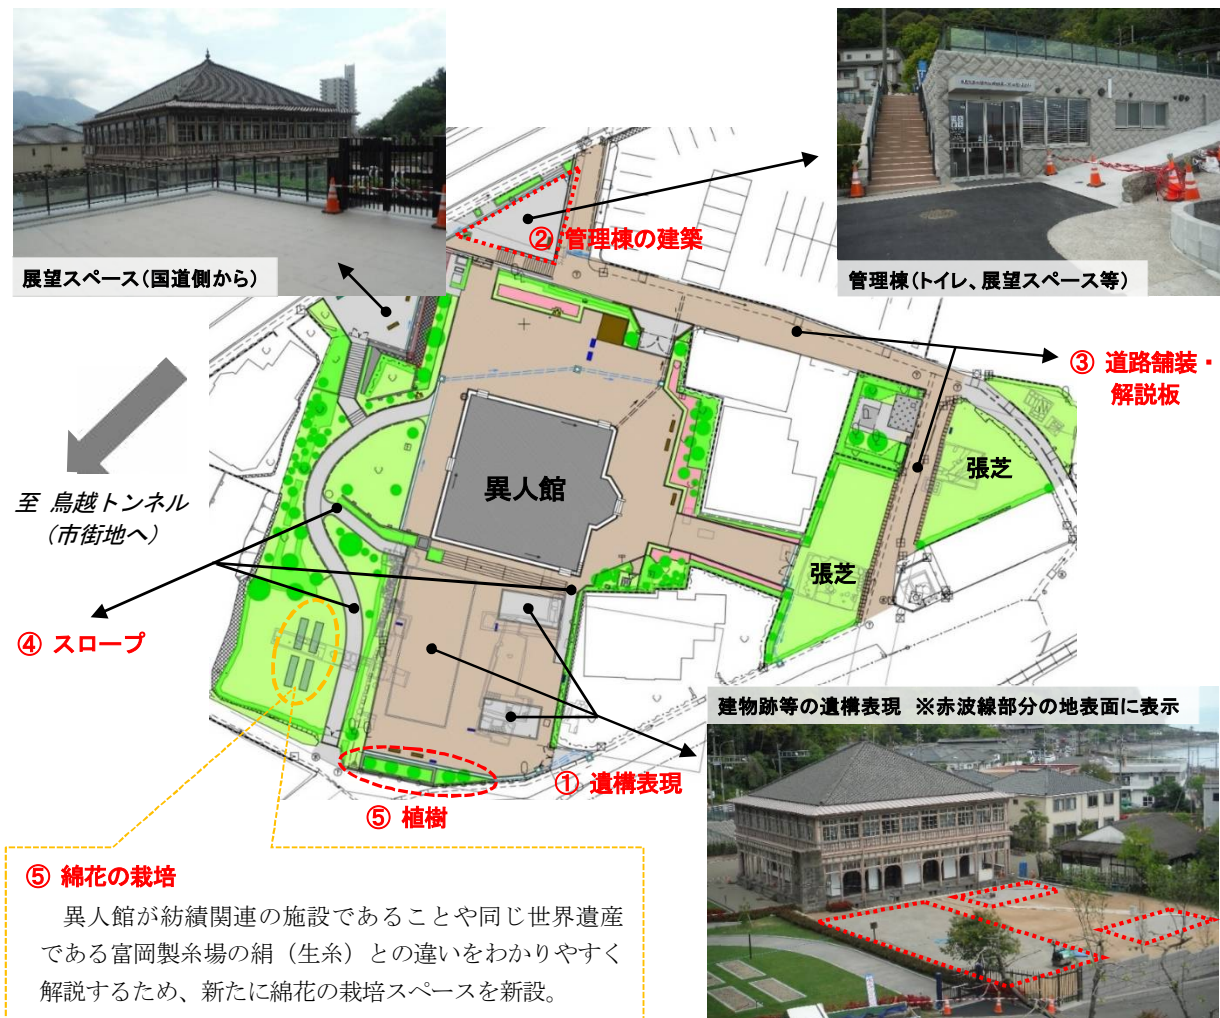 展望スペース（国道側から）
管理棟（トイレ、展望スペース等）
② 管理棟の建築
③ 道路舗装・
解説板
至 鳥越トンネル
（市街地へ）
異人館
張芝
張芝
④ スロープ
建物跡等の遺構表現 ※赤波線部分の地表面に表示
① 遺構表現
⑤ 植樹
⑤ 綿花の栽培
異人館が紡績関連の施設であることや同じ世界遺産
である富岡製糸場の絹（生糸）との違いをわかりやすく
解説するため、新たに綿花の栽培スペースを新設。